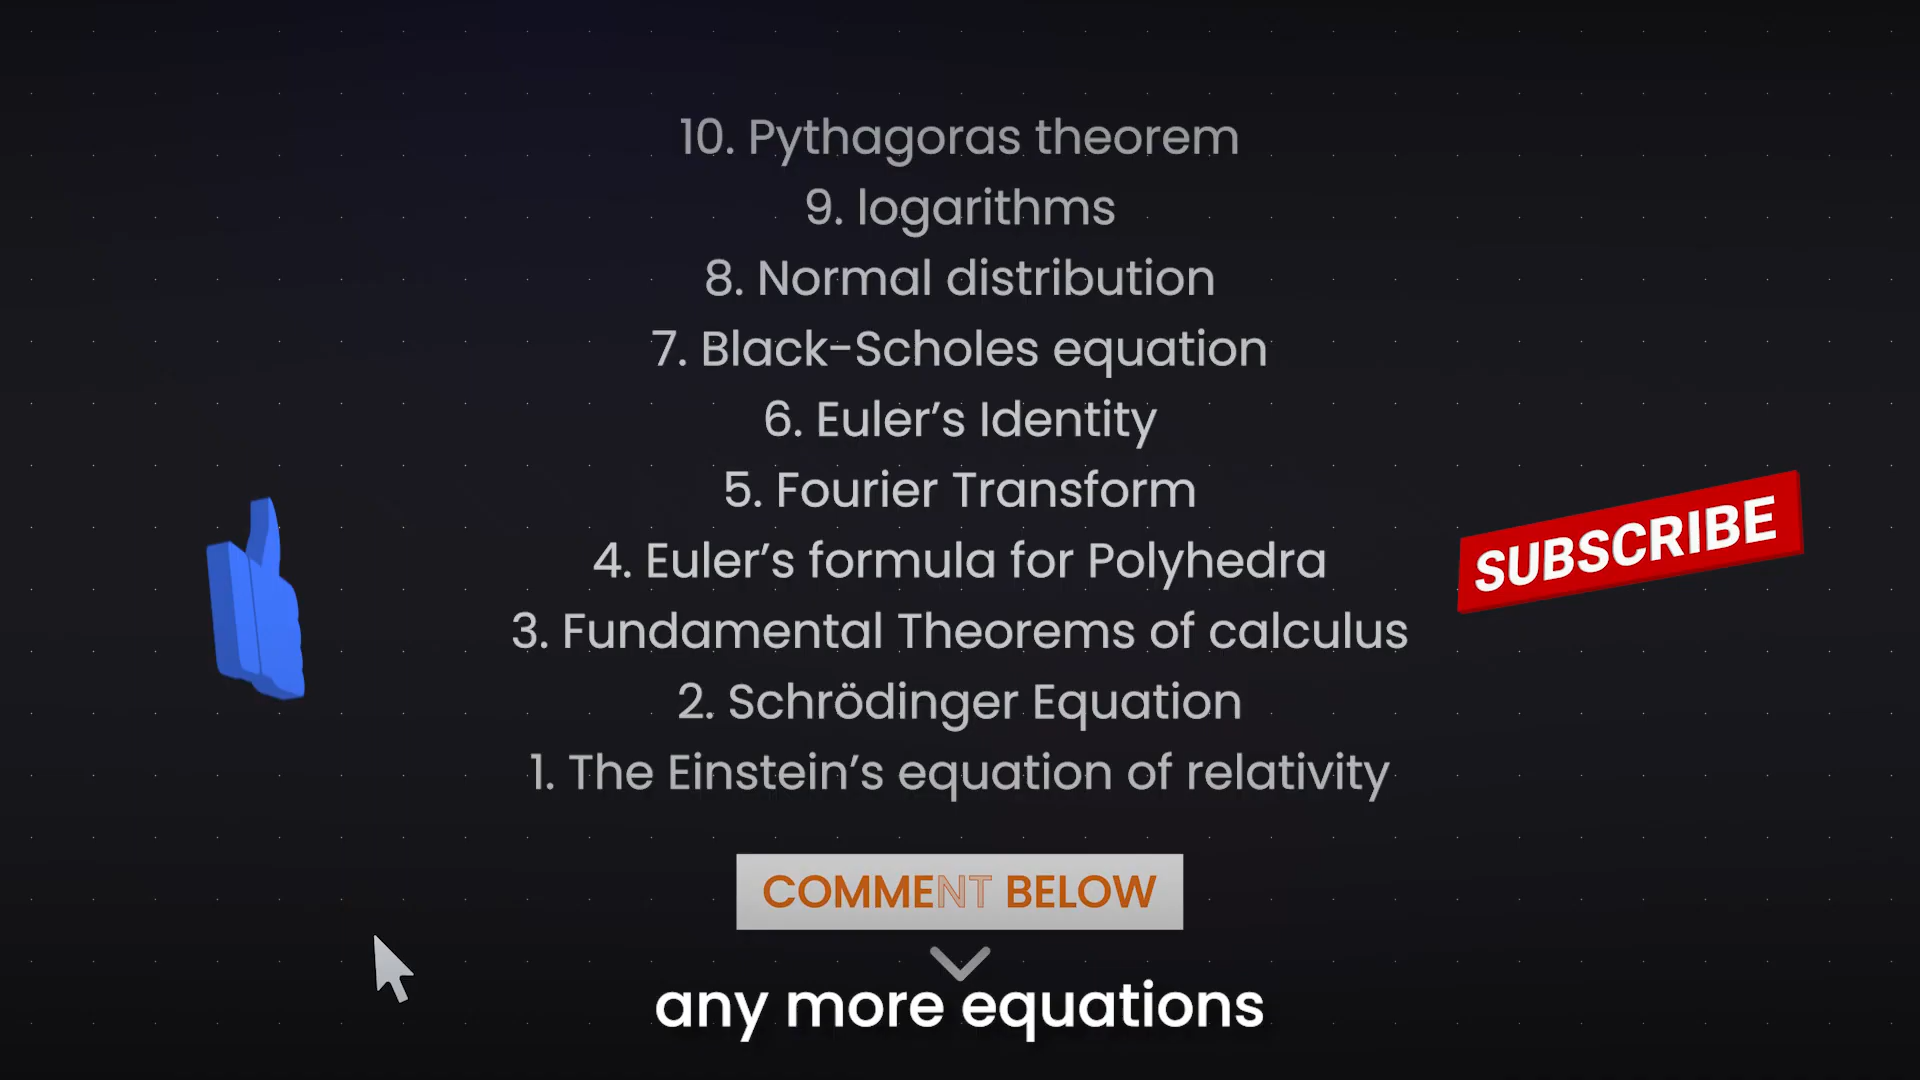 10. Pythagoras theorem
9. logarithms
8. Normal distribution
7. Black-Scholes equation
6. Euler’s Identity
5. Fourier Transform
4. Euler’s formula for Polyhedra
3. Fundamental Theorems of calculus
2. Schrödinger Equation
1. The Einstein’s equation of relativity
SUBSCRIBE
COMMENT BELOW
any more equations